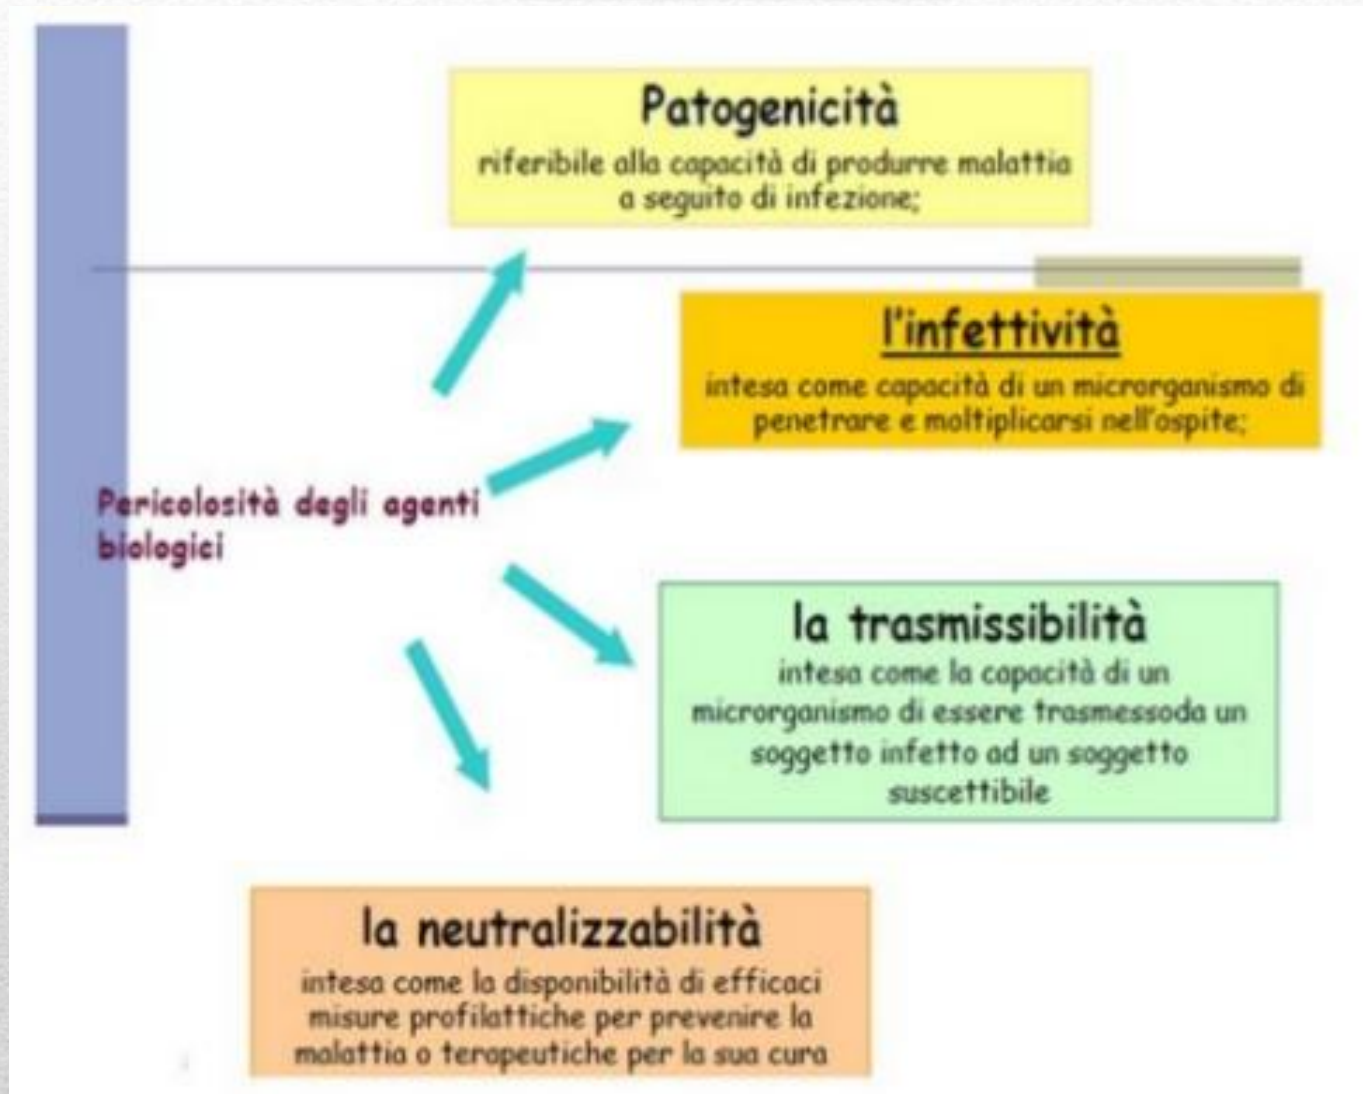 Patogenicità
riferibile alla capacità di produrre malattia
a seguito di infezione;
l'infettività
intesa come capacità di un microrganismo di
penetrare e moltiplicarsi nell'ospite;
Pericolosità degli agenti
biologici
la trasmissibilità
intesa come la capacità di un
microrganismo di essere trasmessoda un
soggetto infetto ad un soggetto
suscettibile
la neutralizzabilità
intesa come la disponibilità di efficaci
misure profilattiche per prevenire la
malattia o terapeutiche per la sua cura